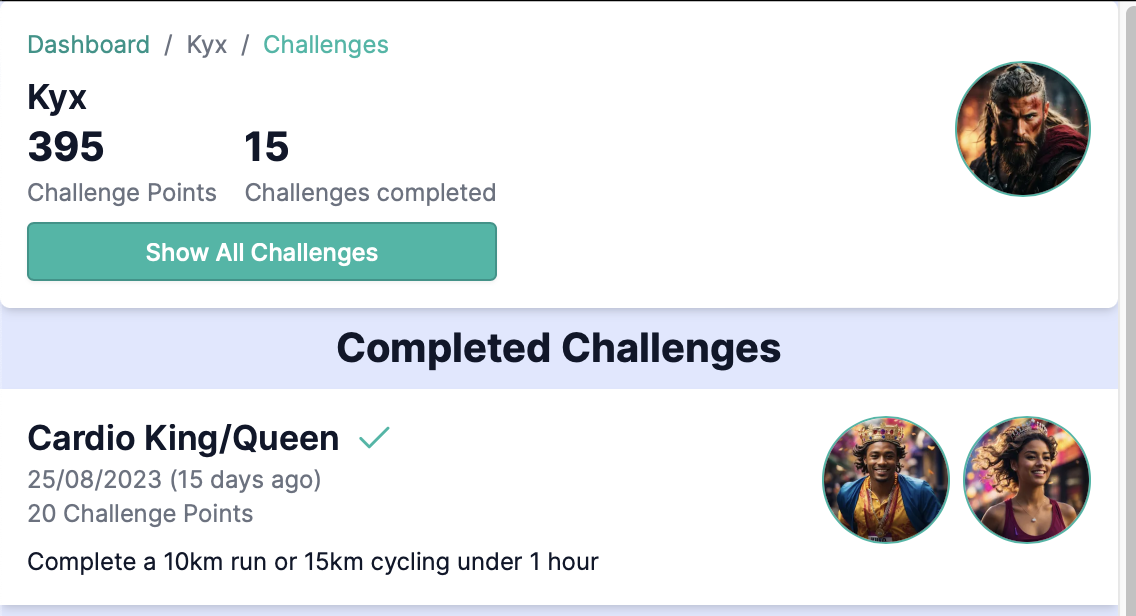 Dashboard / Kyx / Challenges
Kyx
395 15
Challenge Points Challenges completed
Show All Challenges
Completed Challenges
Cardio King/Queen
25/08/2023 (15 days ago)
20 Challenge Points
Complete a 10km run or 15km cycling under 1 hour